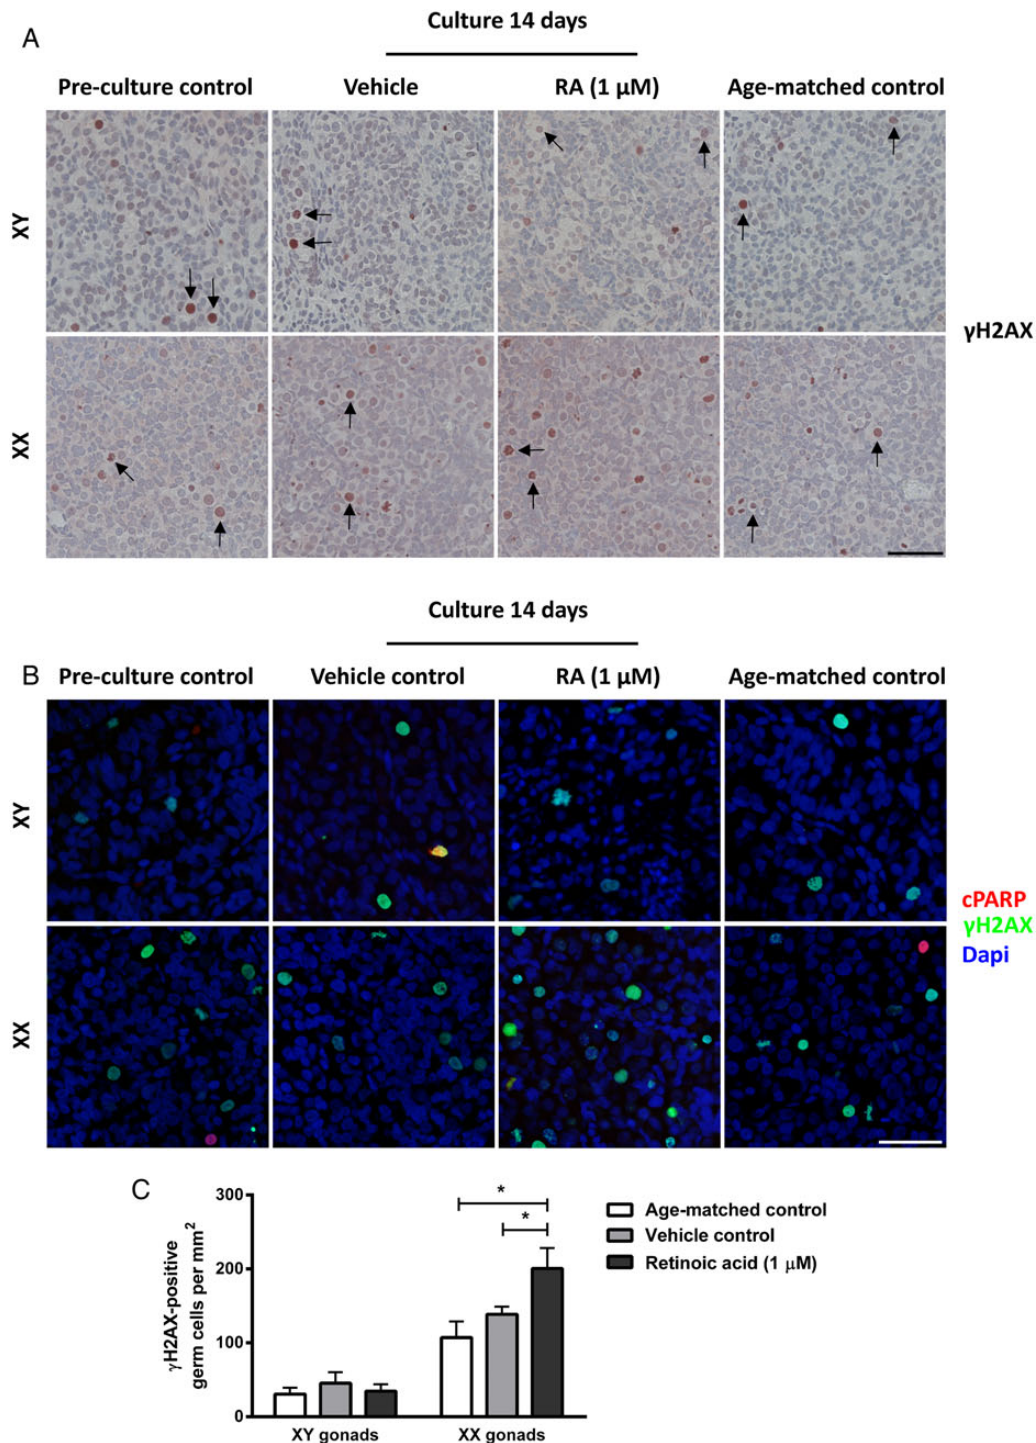 A
Culture 14 days
Pre-culture control
Vehicle
RA (1 µM)
Age-matched control
XY
XX
γH2AX
Culture 14 days
B
Pre-culture control
Vehicle control
RA (1 µM)
Age-matched control
XY
XX
cPARP
γH2AX
Dapi
C
γH2AX-positive
germ cells per mm²
300
200
100
0
*
*
XY gonads
XX gonads
Age-matched control
Vehicle control
Retinoic acid (1 µM)